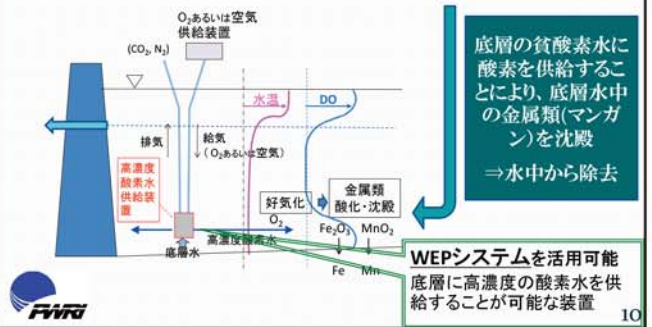 O₂あるいは空気
供給装置
(CO₂, N₂)
水温
DO
排気
給気
(O₂あるいは空気)
高濃度
酸素水
供給装
置
好気化
O₂
金属類
酸化・沈殿
Fe₂O₃ MnO₂
高濃度酸素水
底層水
Fe Mn
底層の貧酸素水に
酸素を供給するこ
とにより、底層水中
の金属類(マンガ
ン)を沈殿
⇒水中から除去
WEPシステムを活用可能
底層に高濃度の酸素水を供
給することが可能な装置
PWRI
10